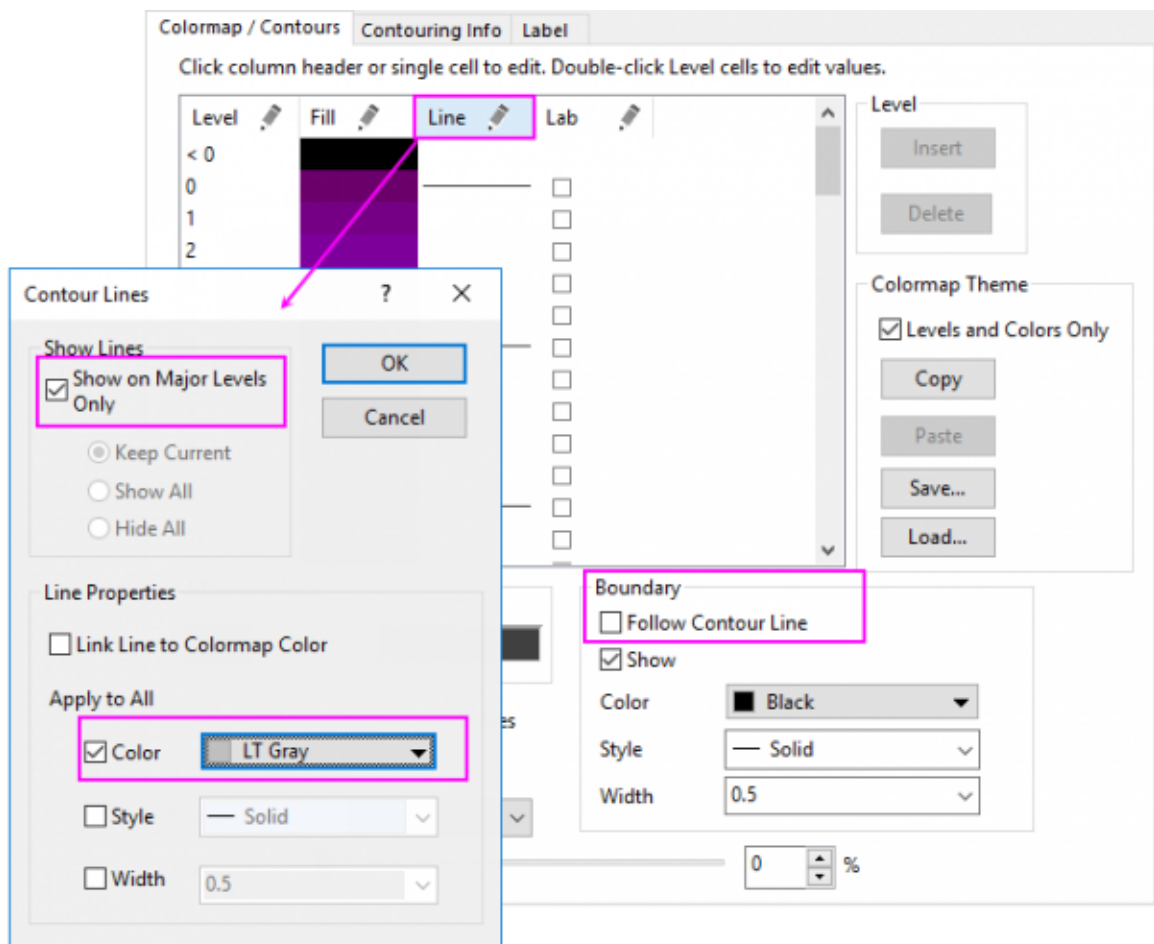 Colormap / Contours
Contouring Info
Label
Click column header or single cell to edit. Double-click Level cells to edit values.
Level
Fill
Line
Lab
< 0
0
1
2
Level
Insert
Delete
Colormap Theme
Levels and Colors Only
Copy
Paste
Save...
Load...
Contour Lines
?
Show Lines
Show on Major Levels
Only
Keep Current
Show All
Hide All
OK
Cancel
Line Properties
Link Line to Colormap Color
Apply to All
Color
LT Gray
Style
Solid
Width
0.5
Boundary
Follow Contour Line
Show
Color
Black
Style
Solid
Width
0.5
0
%